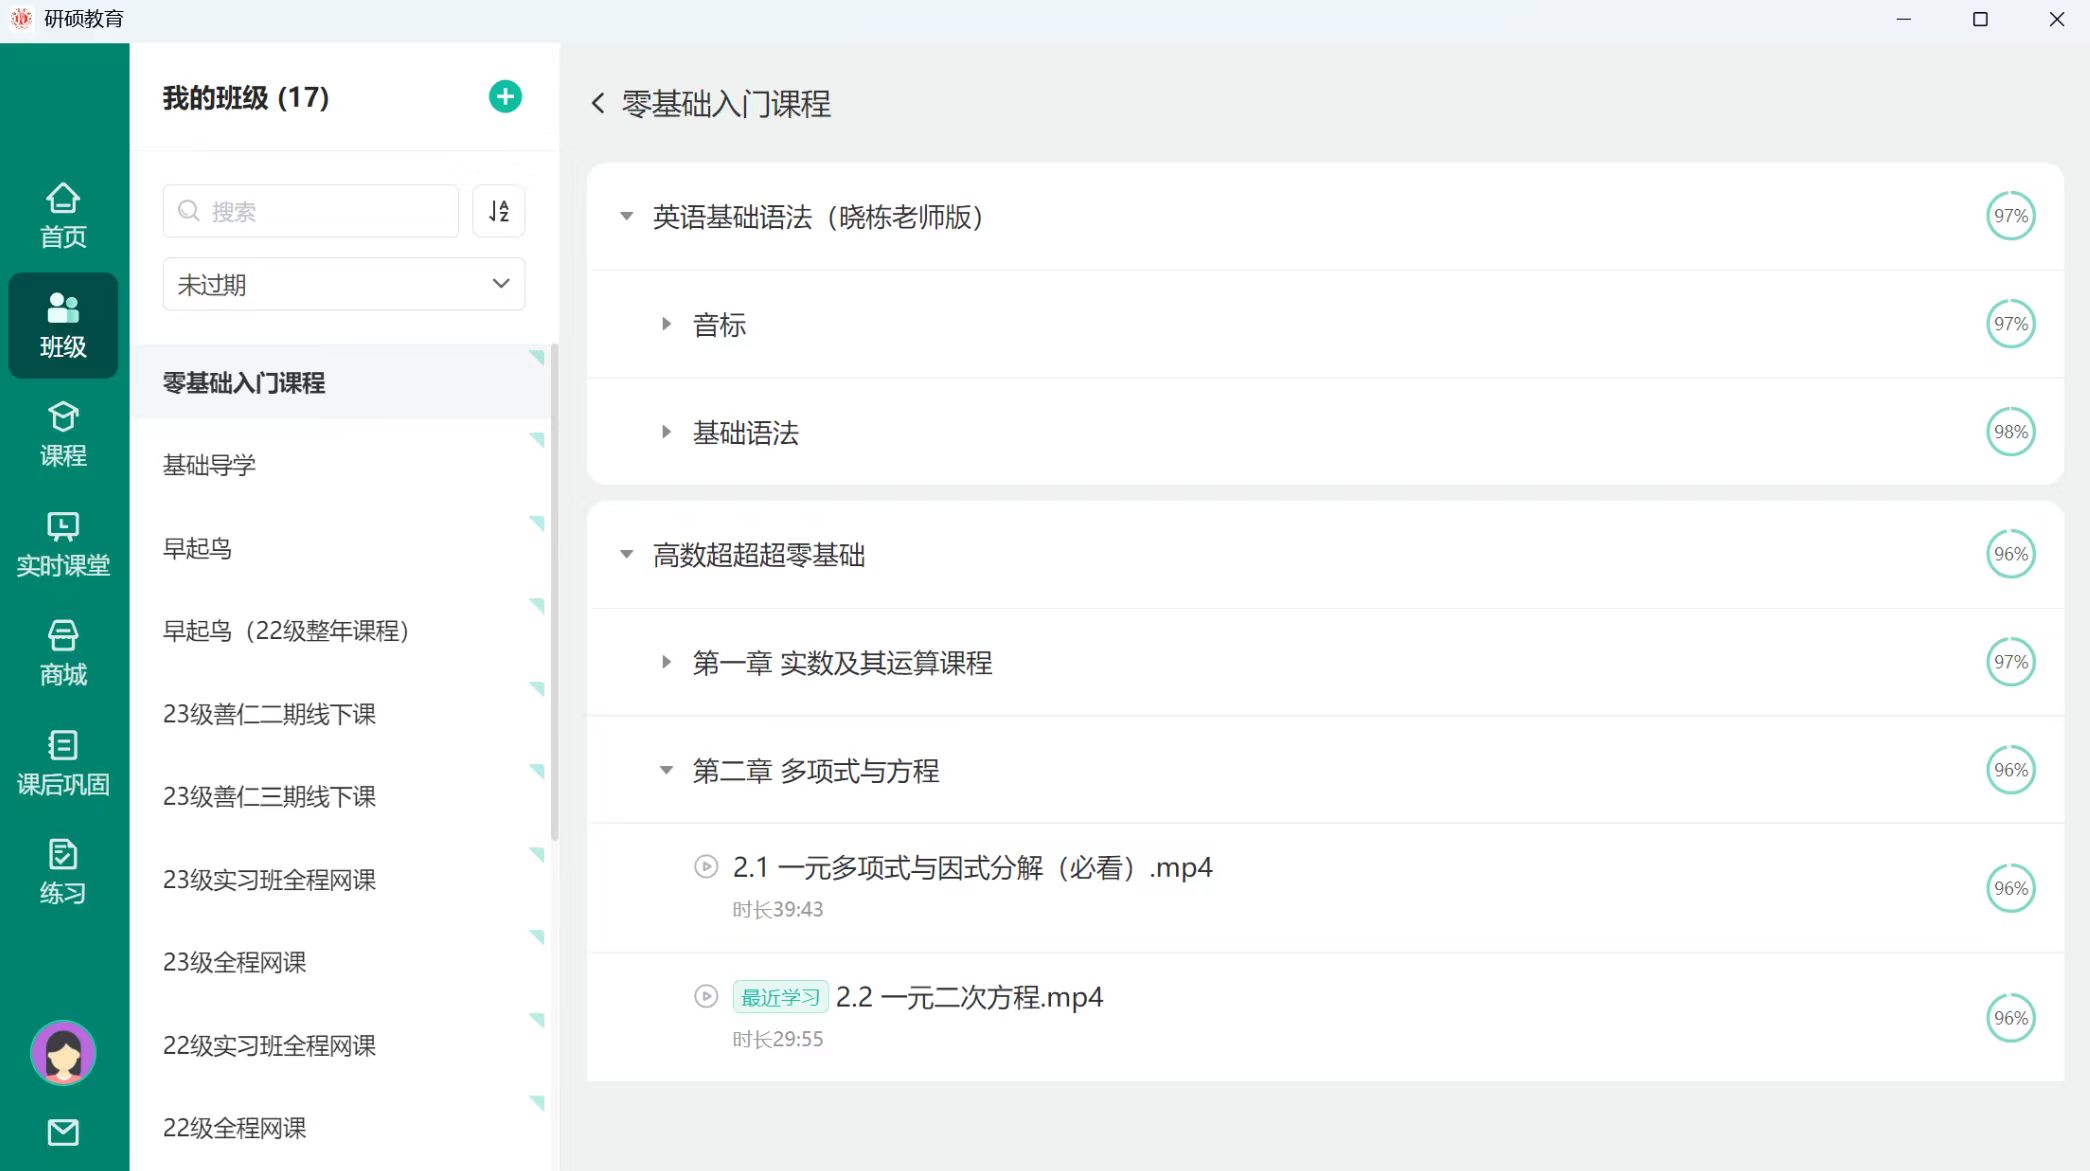 研硕教育
首页
班级
课程
实时课堂
商城
课后巩固
练习
我的班级 (17)
搜索
未过期
零基础入门课程
基础导学
早起鸟
早起鸟（22级整年课程）
23级善仁二期线下课
23级善仁三期线下课
23级实习班全程网课
23级全程网课
22级实习班全程网课
22级全程网课
零基础入门课程
英语基础语法（晓栋老师版） 97%
音标 97%
基础语法 98%
高数超超超零基础 96%
第一章 实数及其运算课程 97%
第二章 多项式与方程 96%
2.1 一元多项式与因式分解（必看）.mp4 96%
时长39:43
最近学习 2.2 一元二次方程.mp4 96%
时长29:55